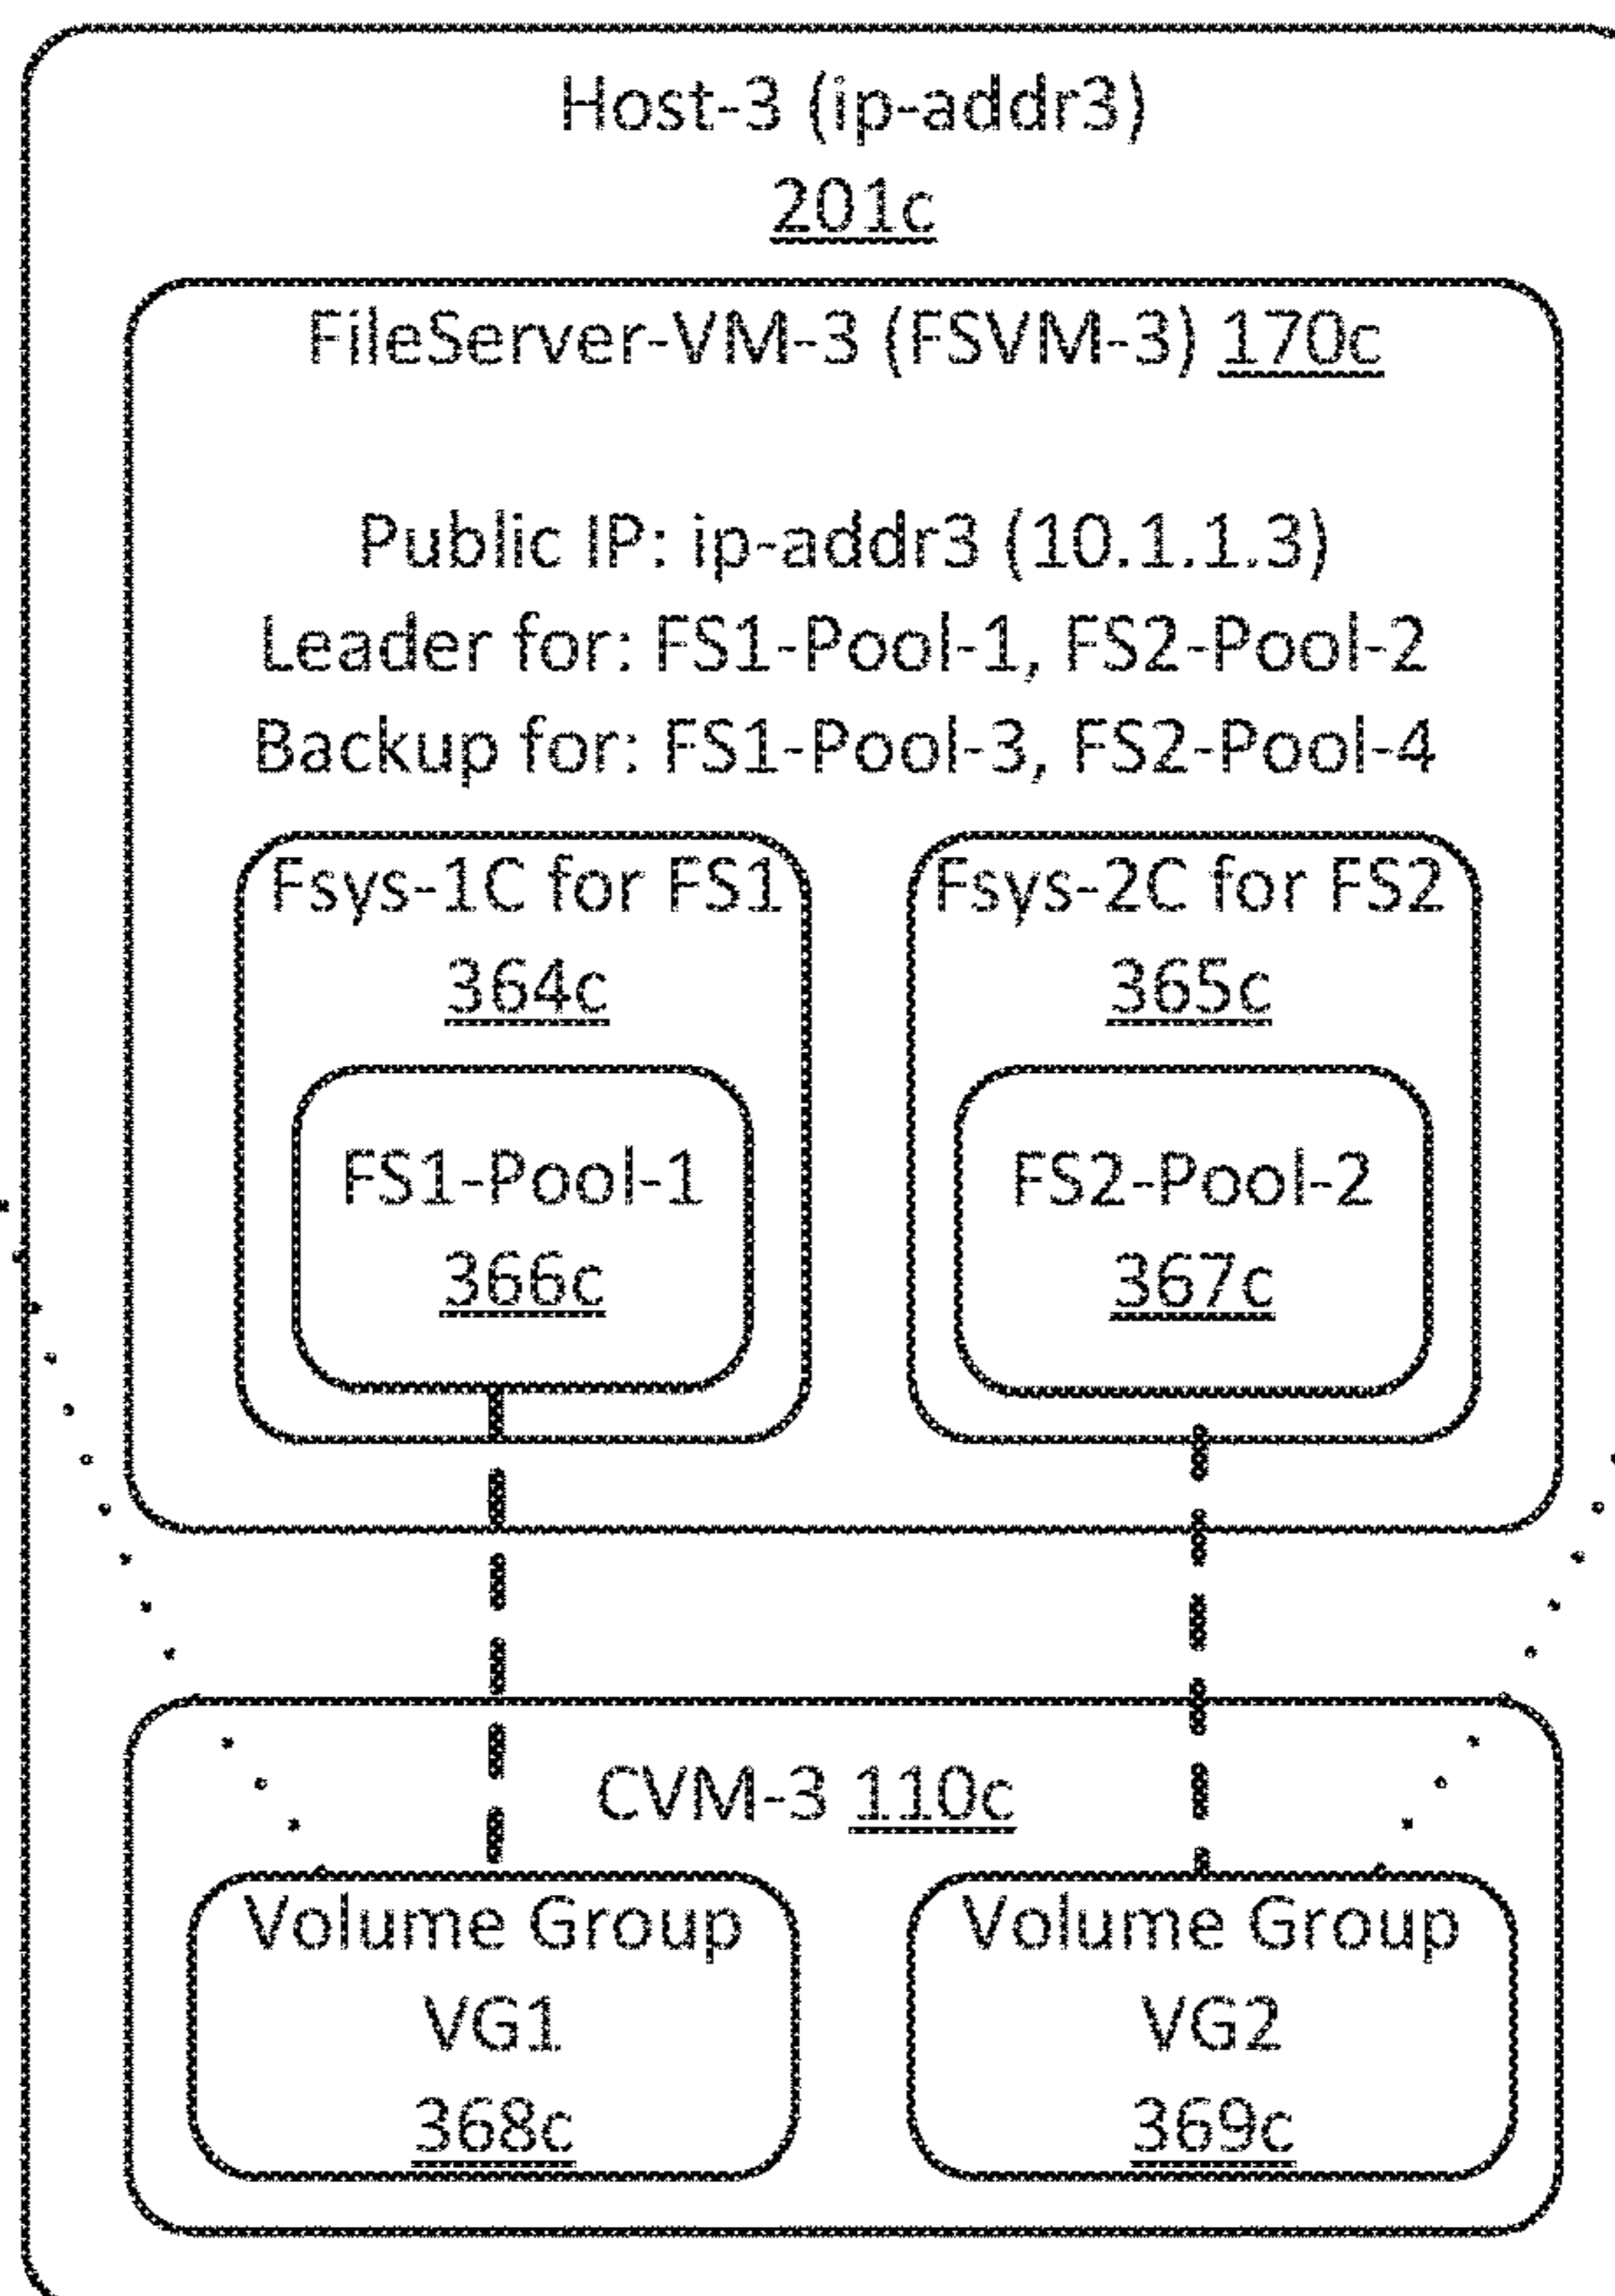 Host-3 (ip-addr3)
201c
FileServer-VM-3 (FSVM-3) 170c
Public IP: ip-addr3 (10.1.1.3)
Leader for: FS1-Pool-1, FS2-Pool-2
Backup for: FS1-Pool-3, FS2-Pool-4
Fsys-1C for FS1
364c
FS1-Pool-1
366c
Fsys-2C for FS2
365c
FS2-Pool-2
367c
CVM-3 110c
Volume Group
VG1
368c
Volume Group
VG2
369c